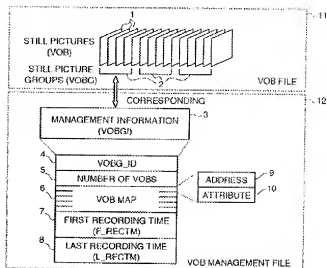 1
11
STILL PICTURES
(VOB)
STILL PICTURE
GROUPS (VOBG)
2
VOB FILE
CORRESPONDING
12
MANAGEMENT INFORMATION
(VOBGI)
3
4
VOBG_ID
5
NUMBER OF VOBS
9
ADDRESS
6
VOB MAP
ATTRIBUTE
10
7
FIRST RECORDING TIME
(F_RECTM)
8
LAST RECORDING TIME
(L_RECTM)
VOB MANAGEMENT FILE